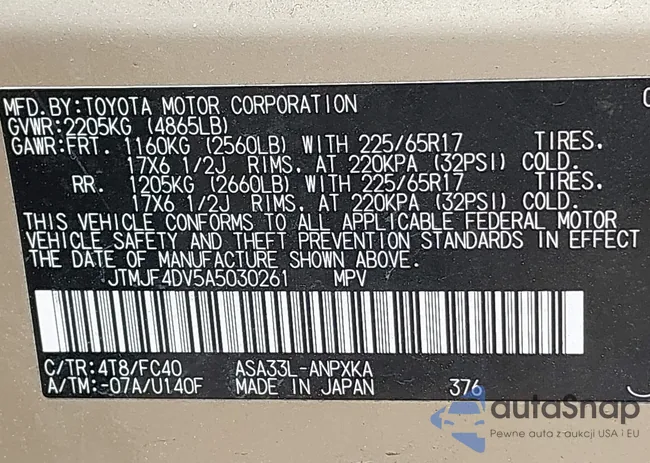 MFD.BY:TOYOTA MOTOR CORPORATION
GVWR:2205KG (4865LB)
GAWR:FRT. 1160KG (2560LB) WITH 225/65R17 TIRES.
17X6 1/2J RIMS, AT 220KPA (32PSI) COLD.
RR. 1205KG (2660LB) WITH 225/65R17 TIRES.
17X6 1/2J RIMS, AT 220KPA (32PSI) COLD.
THIS VEHICLE CONFORMS TO ALL APPLICABLE FEDERAL MOTOR
VEHICLE SAFETY AND THEFT PREVENTION STANDARDS IN EFFECT
ON THE DATE OF MANUFACTURE SHOWN ABOVE.
JTMJF4DV5A5030261 MPV
C/TR:4T8/FC40 ASA33L-ANPXKA
A/TM:-07A/U140F MADE IN JAPAN 376
autoSnap
Pewne auta z aukcji USA i EU